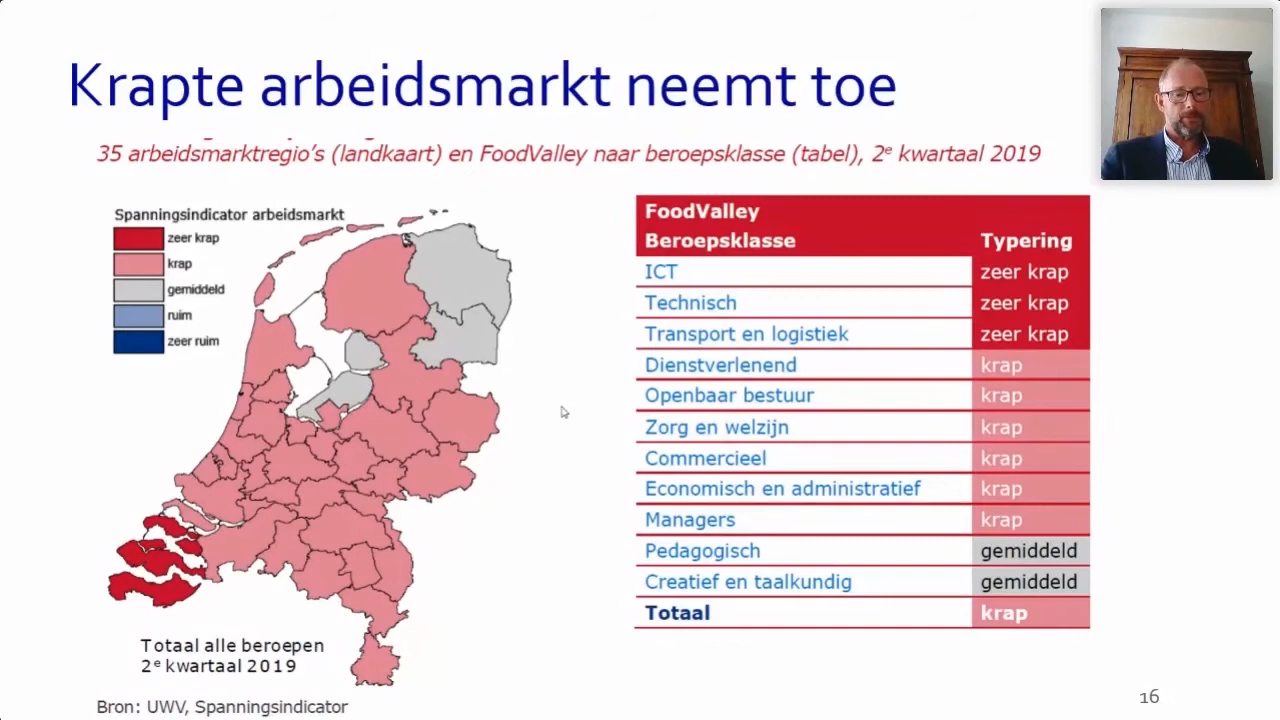 Krapte arbeidsmarkt neemt toe
35 arbeidsmarktregio's (landkaart) en FoodValley naar beroepsklasse (tabel), 2e kwartaal 2019
Spanningsindicator arbeidsmarkt
zeer krap
krap
gemiddeld
ruim
zeer ruim
Totaal alle beroepen
2e kwartaal 2019
Bron: UWV, Spanningsindicator
FoodValley
Beroepsklasse Typering
ICT zeer krap
Technisch zeer krap
Transport en logistiek zeer krap
Dienstverlenend krap
Openbaar bestuur krap
Zorg en welzijn krap
Commercieel krap
Economisch en administratief krap
Managers krap
Pedagogisch gemiddeld
Creatief en taalkundig gemiddeld
Totaal krap
16